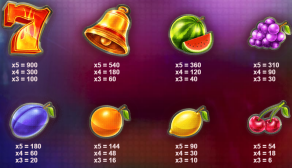 x5 = 900
x4 = 300
x3 = 100
x5 = 540
x4 = 180
x3 = 60
x5 = 360
x4 = 120
x3 = 40
x5 = 310
x4 = 90
x3 = 30
x5 = 180
x4 = 60
x3 = 20
x5 = 144
x4 = 48
x3 = 16
x5 = 90
x4 = 30
x3 = 10
x5 = 54
x4 = 18
x3 = 6